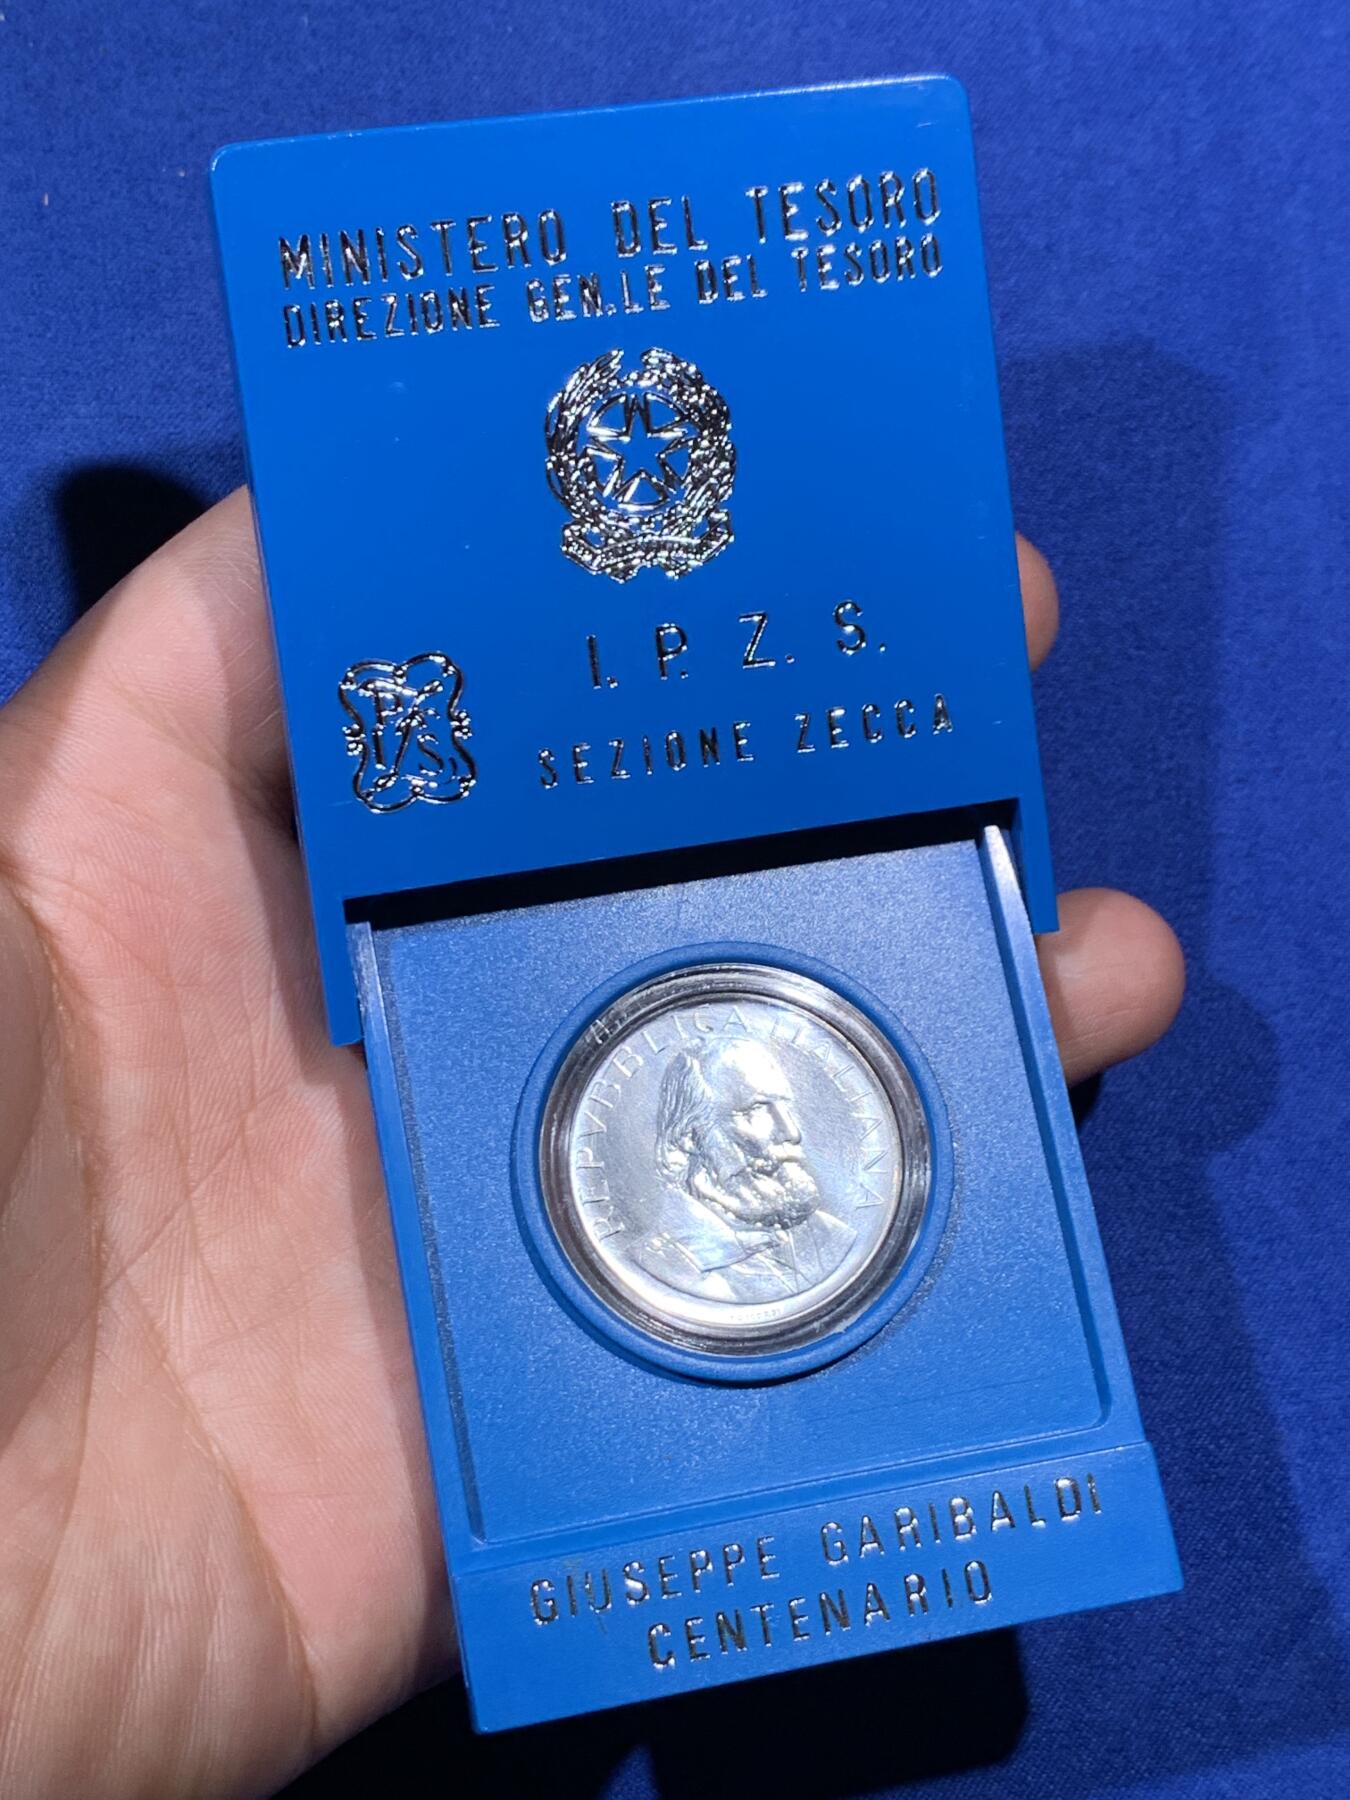 MINISTERO DEL TESORO
DIREZIONE GEN.LE DEL TESORO
I. P. Z. S.
SEZIONE ZECCA
REPVBBLICA ITALIANA
GIUSEPPE GARIBALDI
CENTENARIO